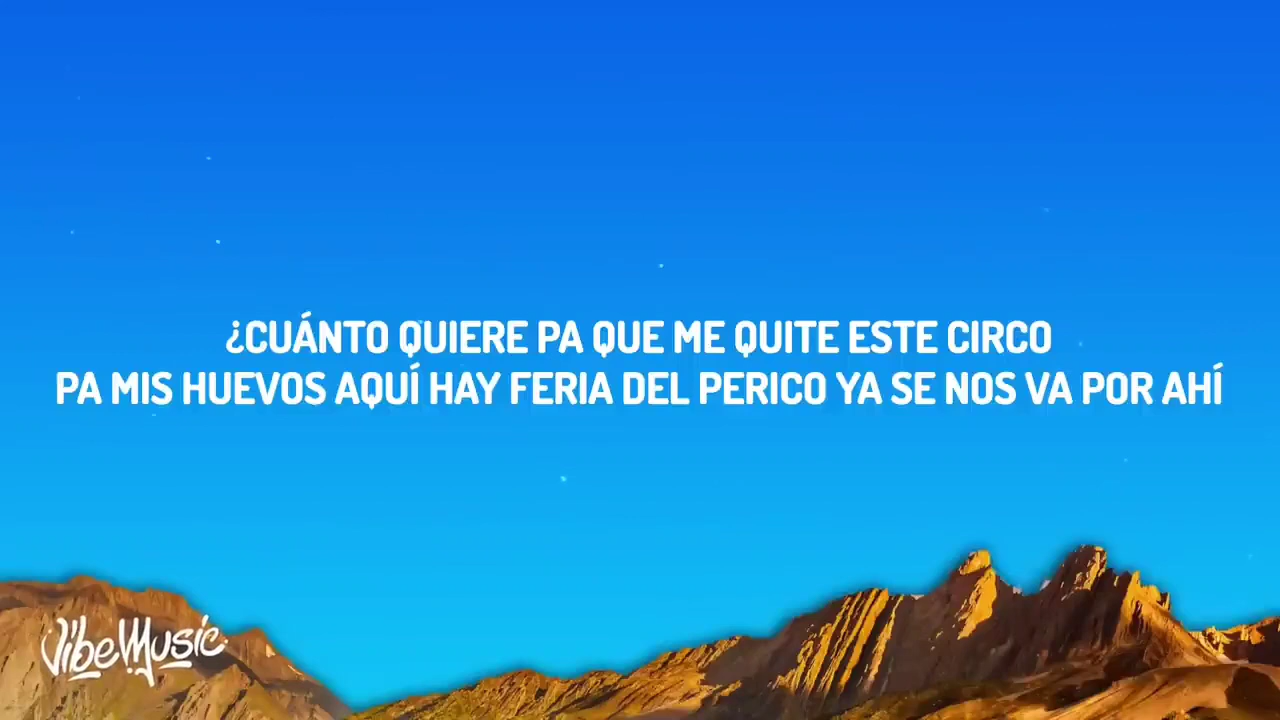 ¿CUÁNTO QUIERE PA QUE ME QUITE ESTE CIRCO
PA MIS HUEVOS AQUÍ HAY FERIA DEL PERICO YA SE NOS VA POR AHÍ
VibeMusic